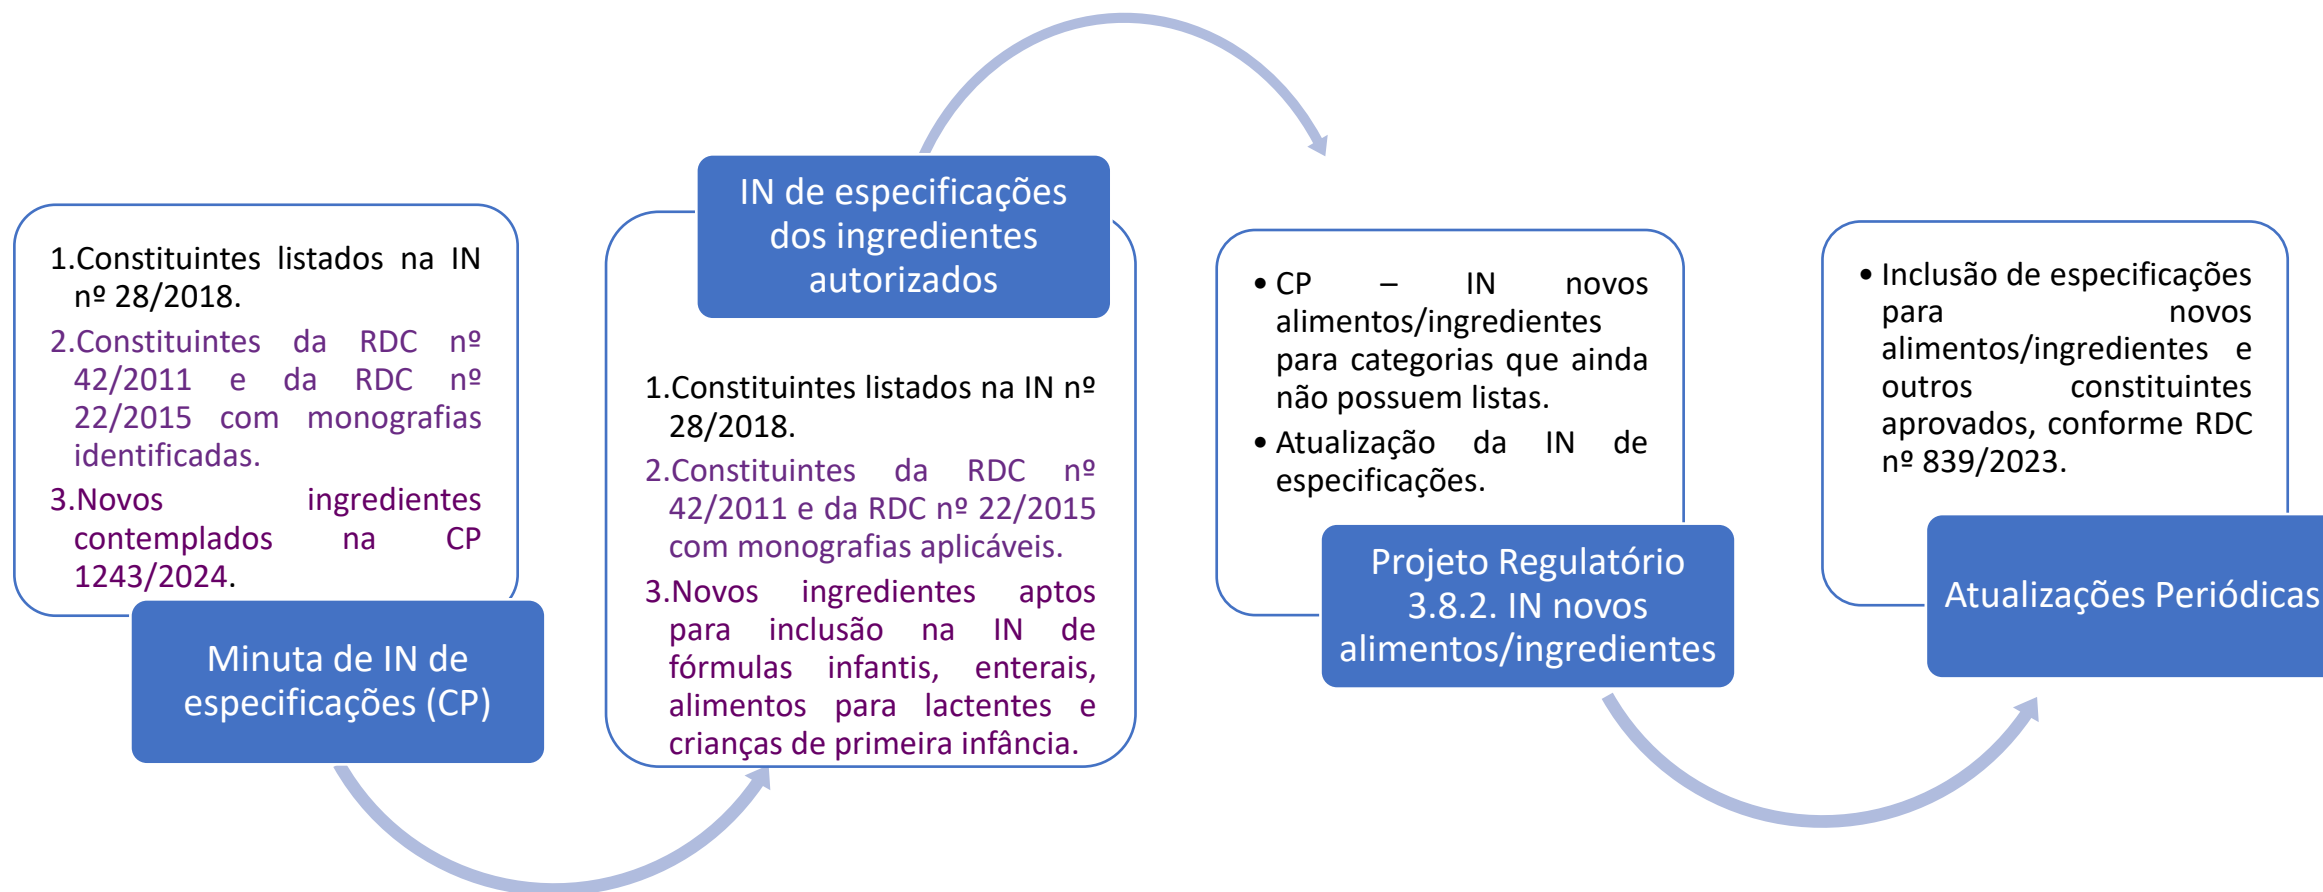 1.Constituintes listados na IN
nº 28/2018.
2.Constituintes da RDC nº
42/2011 e da RDC nº
22/2015 com monografias
identificadas.
3.Novos ingredientes
contemplados na CP
1243/2024.
Minuta de IN de
especificações (CP)
IN de especificações
dos ingredientes
autorizados
1.Constituintes listados na IN nº
28/2018.
2.Constituintes da RDC nº
42/2011 e da RDC nº 22/2015
com monografias aplicáveis.
3.Novos ingredientes aptos
para inclusão na IN de
fórmulas infantis, enterais,
alimentos para lactentes e
crianças de primeira infância.
• CP – IN novos
alimentos/ingredientes
para categorias que ainda
não possuem listas.
• Atualização da IN de
especificações.
Projeto Regulatório
3.8.2. IN novos
alimentos/ingredientes
• Inclusão de especificações
para novos
alimentos/ingredientes e
outros constituintes
aprovados, conforme RDC
nº 839/2023.
Atualizações Periódicas